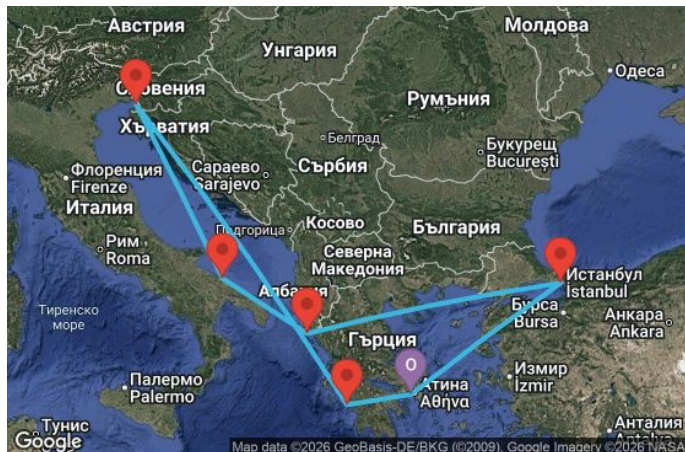 Австрия
Молдова
Унгария
Одеса
Словения
Румъния
Хърватия
Белград
Букурещ
Bucureşti
Флоренция
Firenze
Сараево
Sarajevo
Сърбия
Италия
Подгорица
Косово
България
Рим
Roma
Северна
Македония
Истанбул
İstanbul
Албания
Бурса
Bursa
Анкара
Ankara
Тиренско
море
Гърция
O
Измир
İzmir
Палермо
Palermo
Атина
Αθήνα
Тунис
Анталия
Google
Map data ©2026 GeoBasis-DE/BKG (©2009), Google Imagery ©2026 NASA